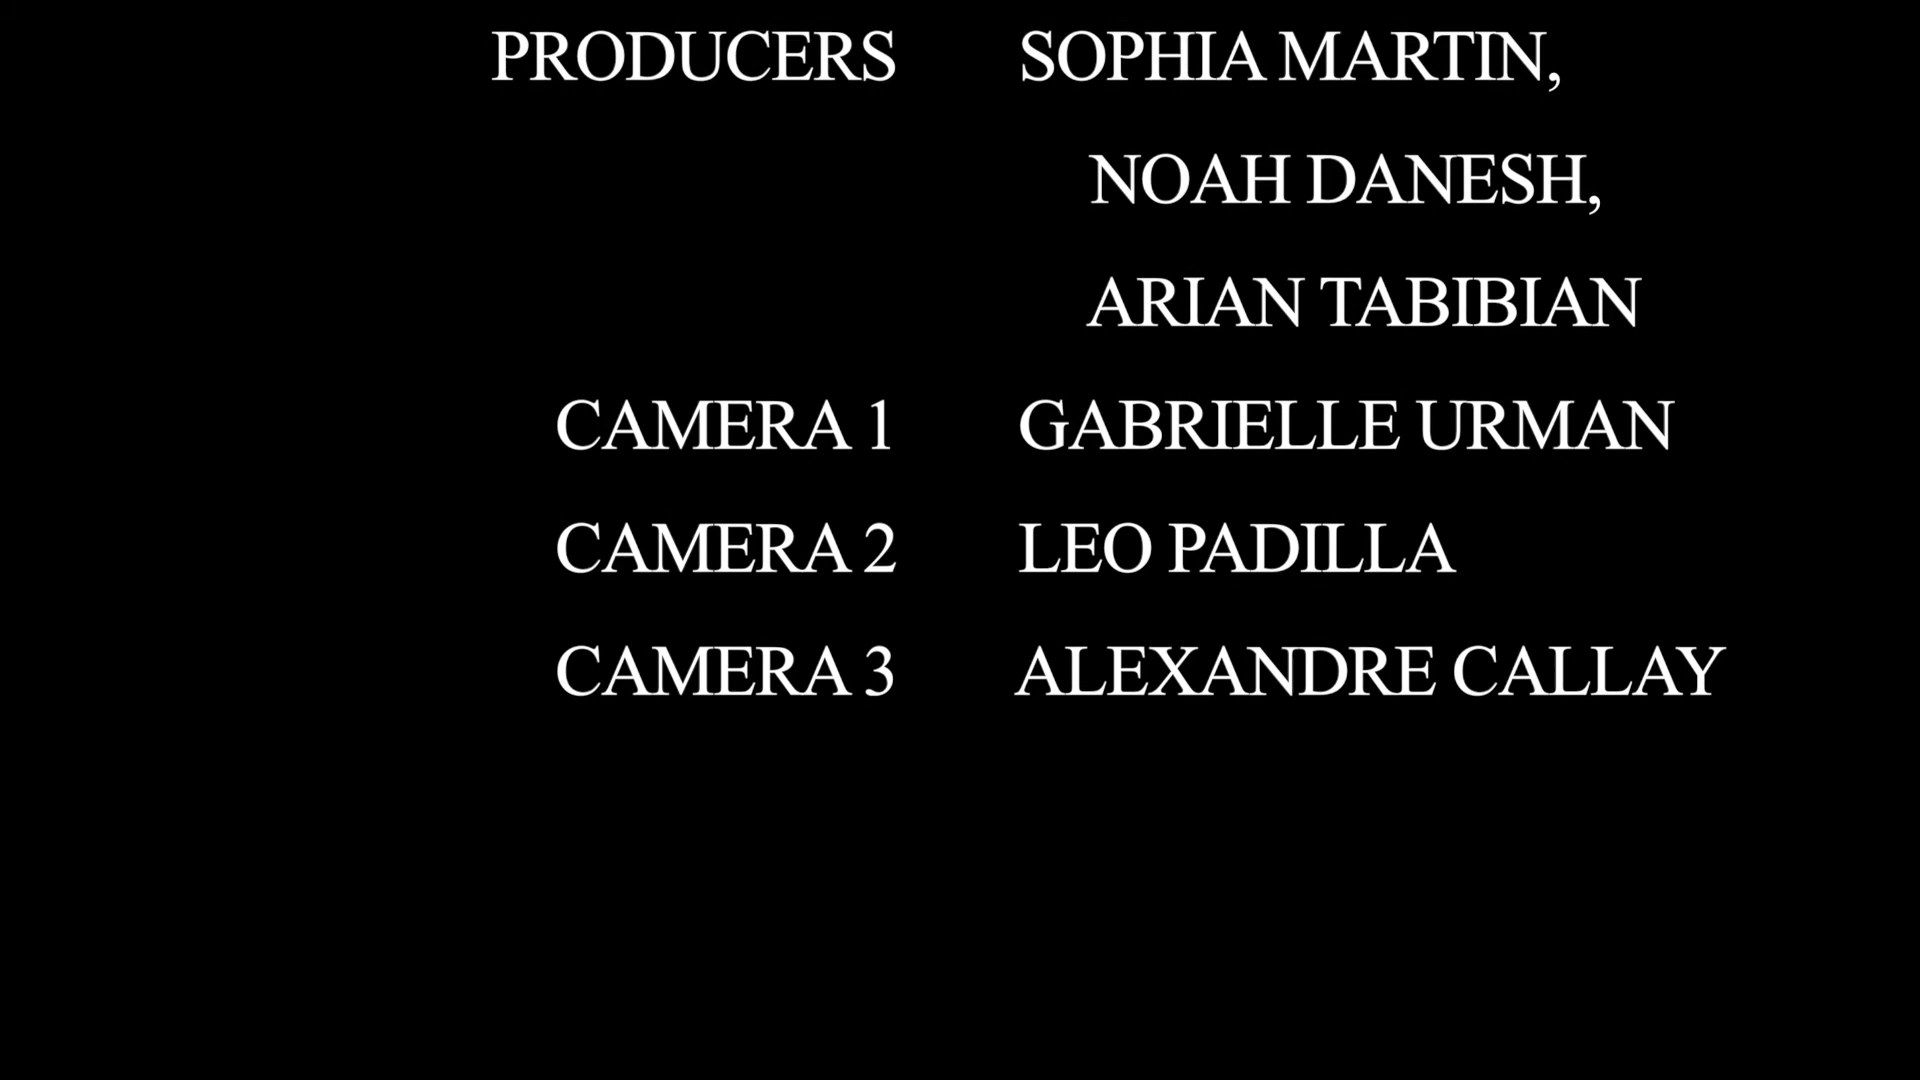 PRODUCERS SOPHIA MARTIN,
NOAH DANESH,
ARIAN TABIBIAN
CAMERA 1 GABRIELLE URMAN
CAMERA 2 LEO PADILLA
CAMERA 3 ALEXANDRE CALLAY